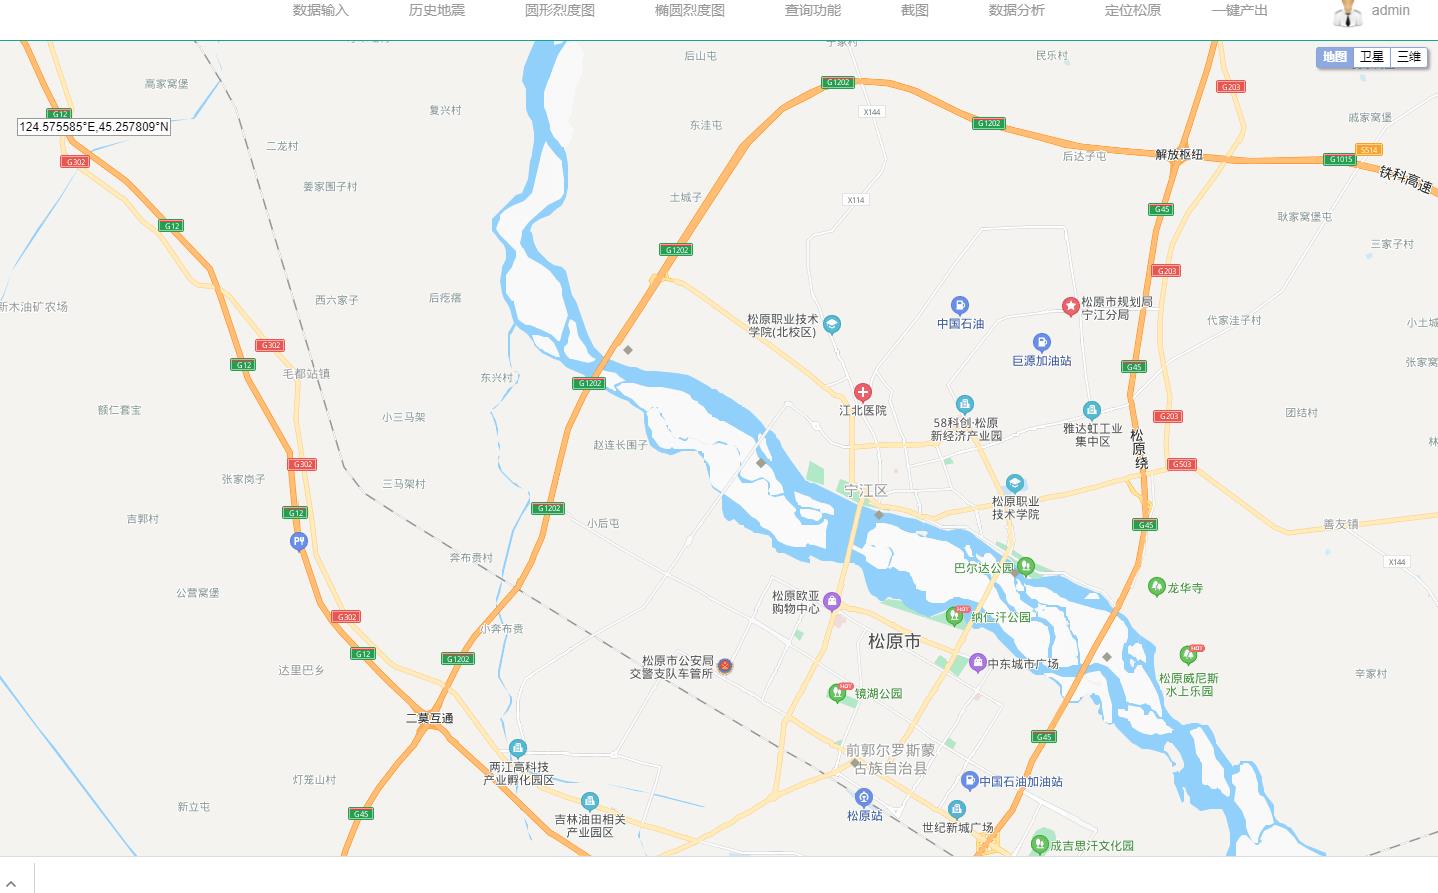 数据输入
历史地震
圆形烈度图
椭圆烈度图
查询功能
截图
数据分析
定位松原
一键产出
admin
地图
卫星
三维
后山屯
民乐村
高家窝堡
G1202
G203
复兴村
X144
戚家窝堡
G12
124.575585°E,45.257809°N
东洼屯
G1202
二龙村
后达子屯
解放枢纽
S514
G1015
G302
铁科高速
姜家围子村
土城子
X114
G45
耿家窝堡屯
G12
三家子村
G1202
G203
西六家子
后疙瘩
新木油矿农场
松原职业技术
学院(北校区)
中国石油
松原市规划局
宁江分局
代家洼子村
小土城
G302
巨源加油站
G12
毛都站镇
东兴村
G1202
G45
张家窝
额仁套宝
小三马架
江北医院
58科创·松原
新经济产业园
雅达虹工业
集中区
G203
团结村
赵连长围子
松
原
绕
林
G302
G503
张家岗子
三马架村
宁江区
松原职业
技术学院
吉郭村
G12
G1202
小后屯
G45
善友镇
奔布贵村
X144
巴尔达公园
公营窝堡
松原欧亚
购物中心
龙华寺
HOT
纳仁汗公园
G302
小奔布贵
松原市
G12
G1202
达里巴乡
松原市公安局
交警支队车管所
中东城市广场
HOT
松原威尼斯
水上乐园
辛家村
HOT
镜湖公园
二莫互通
G45
前郭尔罗斯蒙
古族自治县
两江高科技
产业孵化园区
灯笼山村
中国石油加油站
新立屯
G45
吉林油田相关
产业园区
松原站
世纪新城广场
成吉思汗文化园